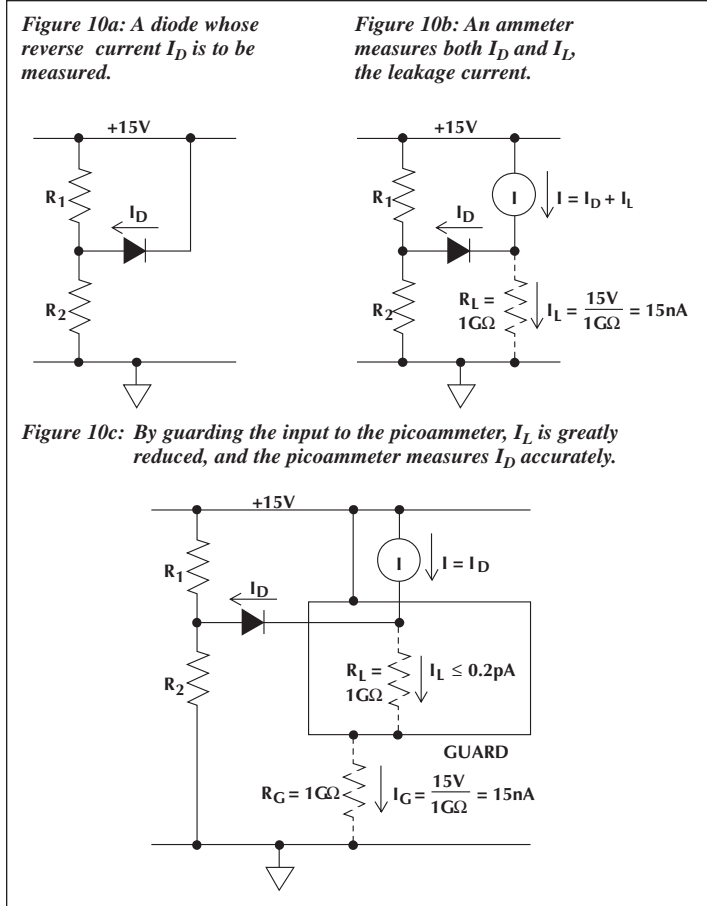 Figure 10a: A diode whose
reverse current I_D is to be
measured.
Figure 10b: An ammeter
measures both I_D and I_L,
the leakage current.
+15V
R1
I_D
R2
+15V
R1
I_D
R2
I
I = I_D + I_L
R_L =
1GΩ
I_L = 15V / 1GΩ = 15nA
Figure 10c: By guarding the input to the picoammeter, I_L is greatly
reduced, and the picoammeter measures I_D accurately.
+15V
R1
I_D
R2
I
I = I_D
R_L =
1GΩ
I_L ≤ 0.2pA
GUARD
R_G = 1GΩ
I_G = 15V / 1GΩ = 15nA